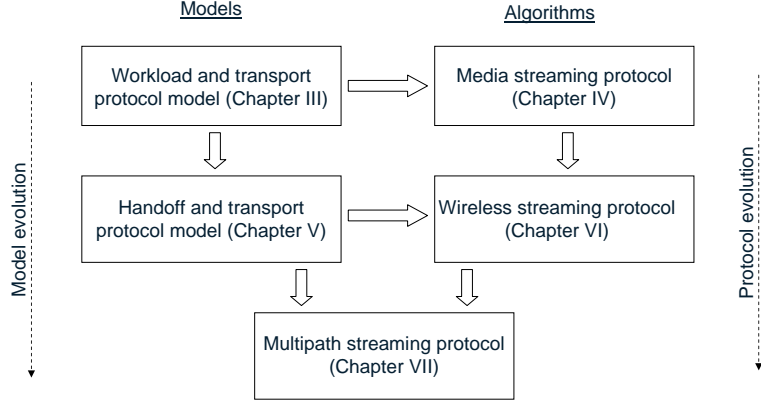 Models
Algorithms
Workload and transport
protocol model (Chapter III)
Media streaming protocol
(Chapter IV)
Model evolution
Handoff and transport
protocol model (Chapter V)
Wireless streaming protocol
(Chapter VI)
Protocol evolution
Multipath streaming protocol
(Chapter VII)